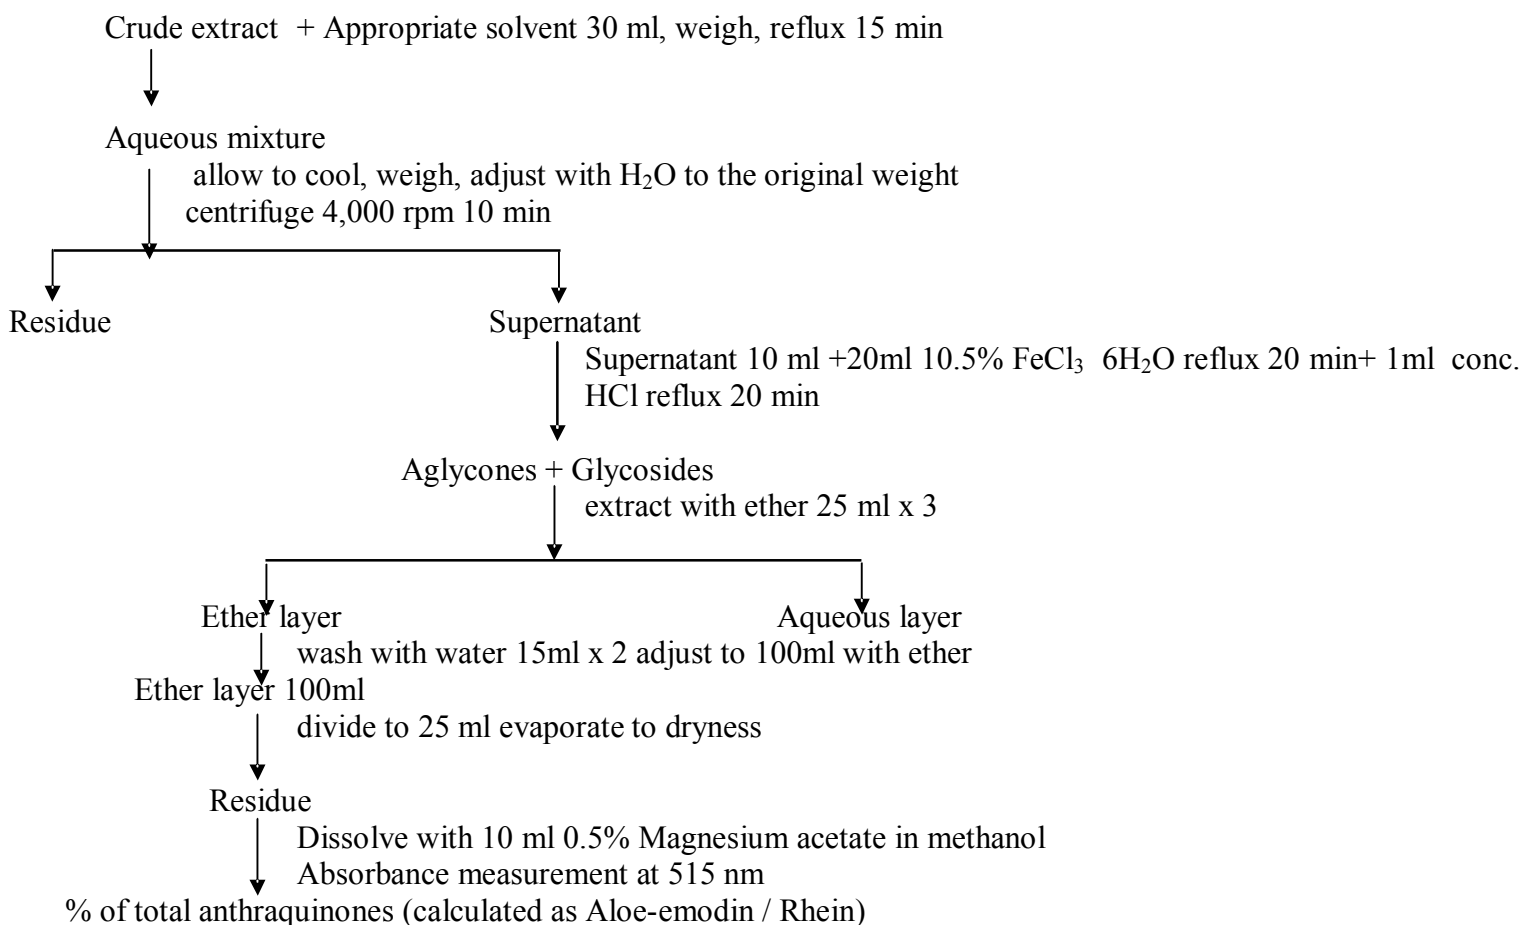 Crude extract + Appropriate solvent 30 ml, weigh, reflux 15 min
Aqueous mixture
allow to cool, weigh, adjust with H₂O to the original weight
centrifuge 4,000 rpm 10 min
Residue
Supernatant
Supernatant 10 ml +20ml 10.5% FeCl₃ 6H₂O reflux 20 min+ 1ml conc.
HCl reflux 20 min
Aglycones + Glycosides
extract with ether 25 ml x 3
Ether layer
Aqueous layer
wash with water 15ml x 2 adjust to 100ml with ether
Ether layer 100ml
divide to 25 ml evaporate to dryness
Residue
Dissolve with 10 ml 0.5% Magnesium acetate in methanol
Absorbance measurement at 515 nm
% of total anthraquinones (calculated as Aloe-emodin / Rhein)